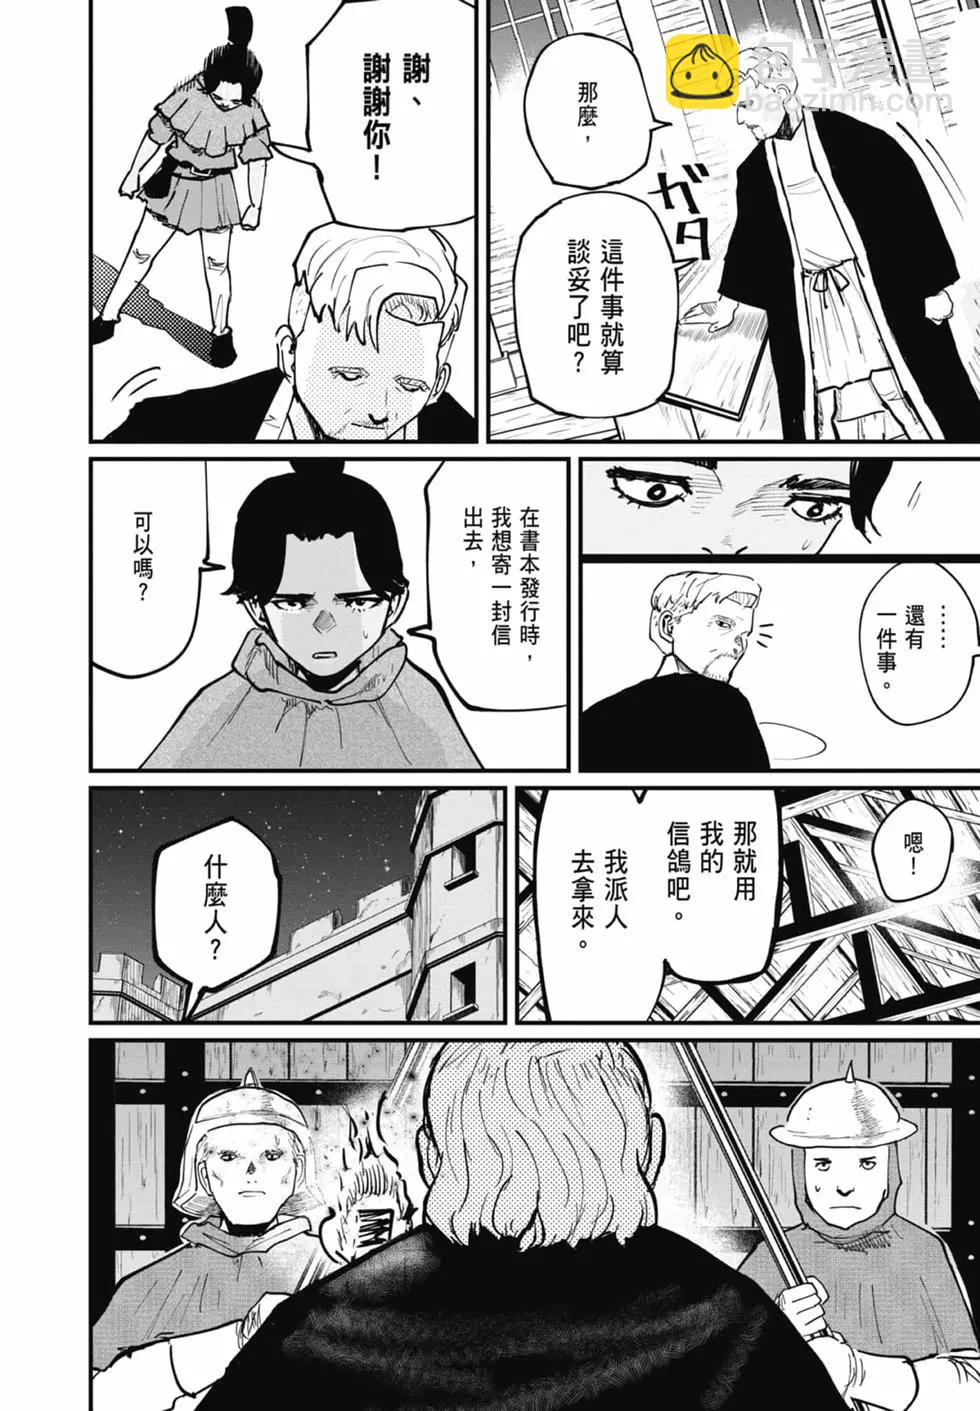 包子漫畫
baozimh.com
那麼，
ガタ
這件事就算
談妥了吧？
謝、
謝謝你！
……
還有
一件事。
在書本發行時，
我想寄一封信
出去，
可以嗎？
嗯！
那就用
我的
信鴿吧。
我派人
去拿來。
什麼人？